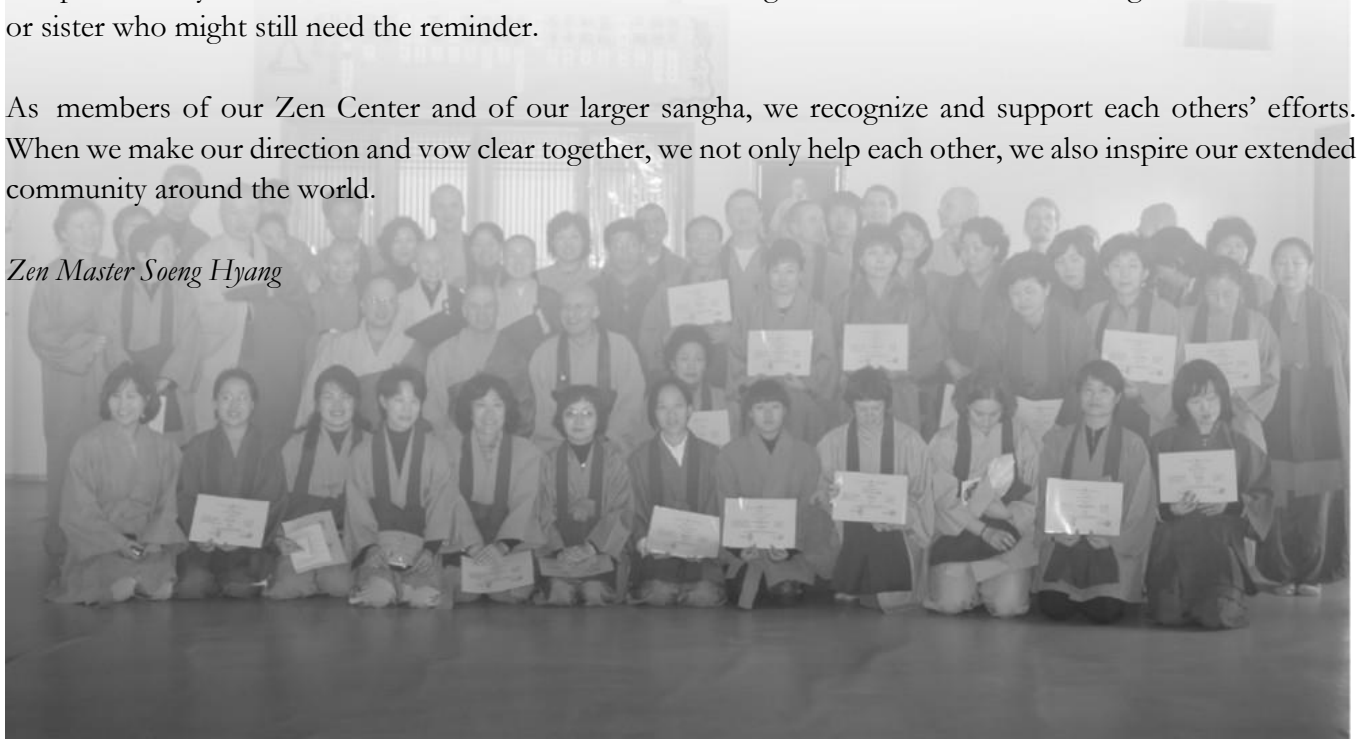 or sister who might still need the reminder.
As members of our Zen Center and of our larger sangha, we recognize and support each others’ efforts.
When we make our direction and vow clear together, we not only help each other, we also inspire our extended
community around the world.
Zen Master Soeng Hyang